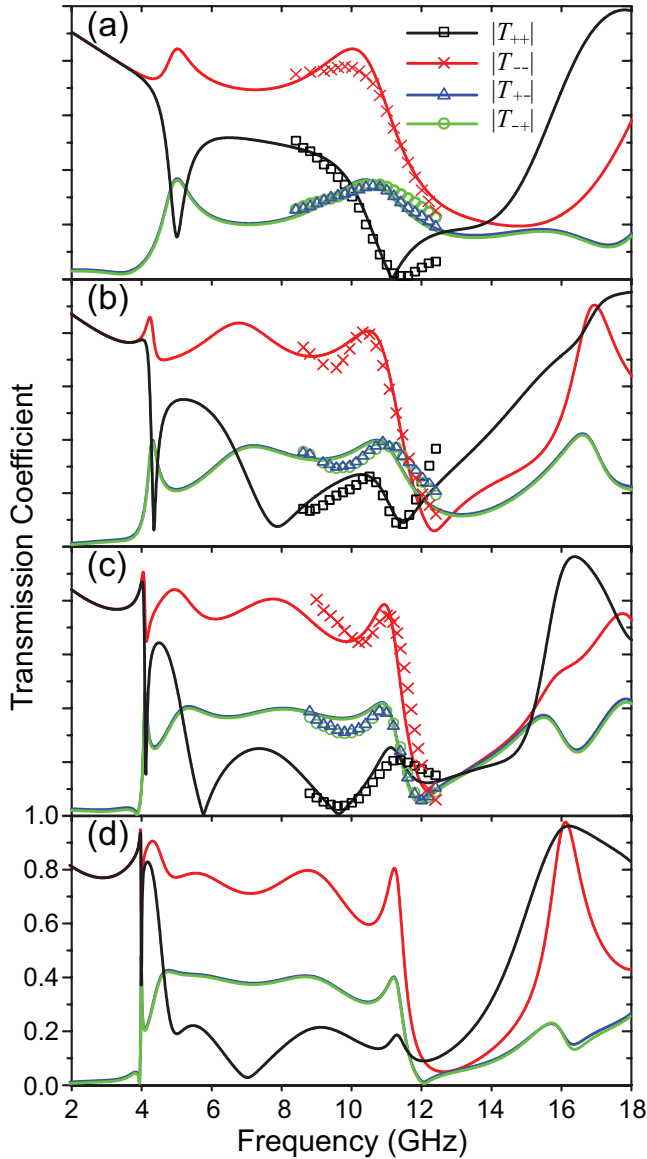 (a)
|T++|
|T--|
|T+-|
|T-+|
(b)
(c)
(d)
Transmission Coefficient
1.0
0.8
0.6
0.4
0.2
0.0
2 4 6 8 10 12 14 16 18
Frequency (GHz)